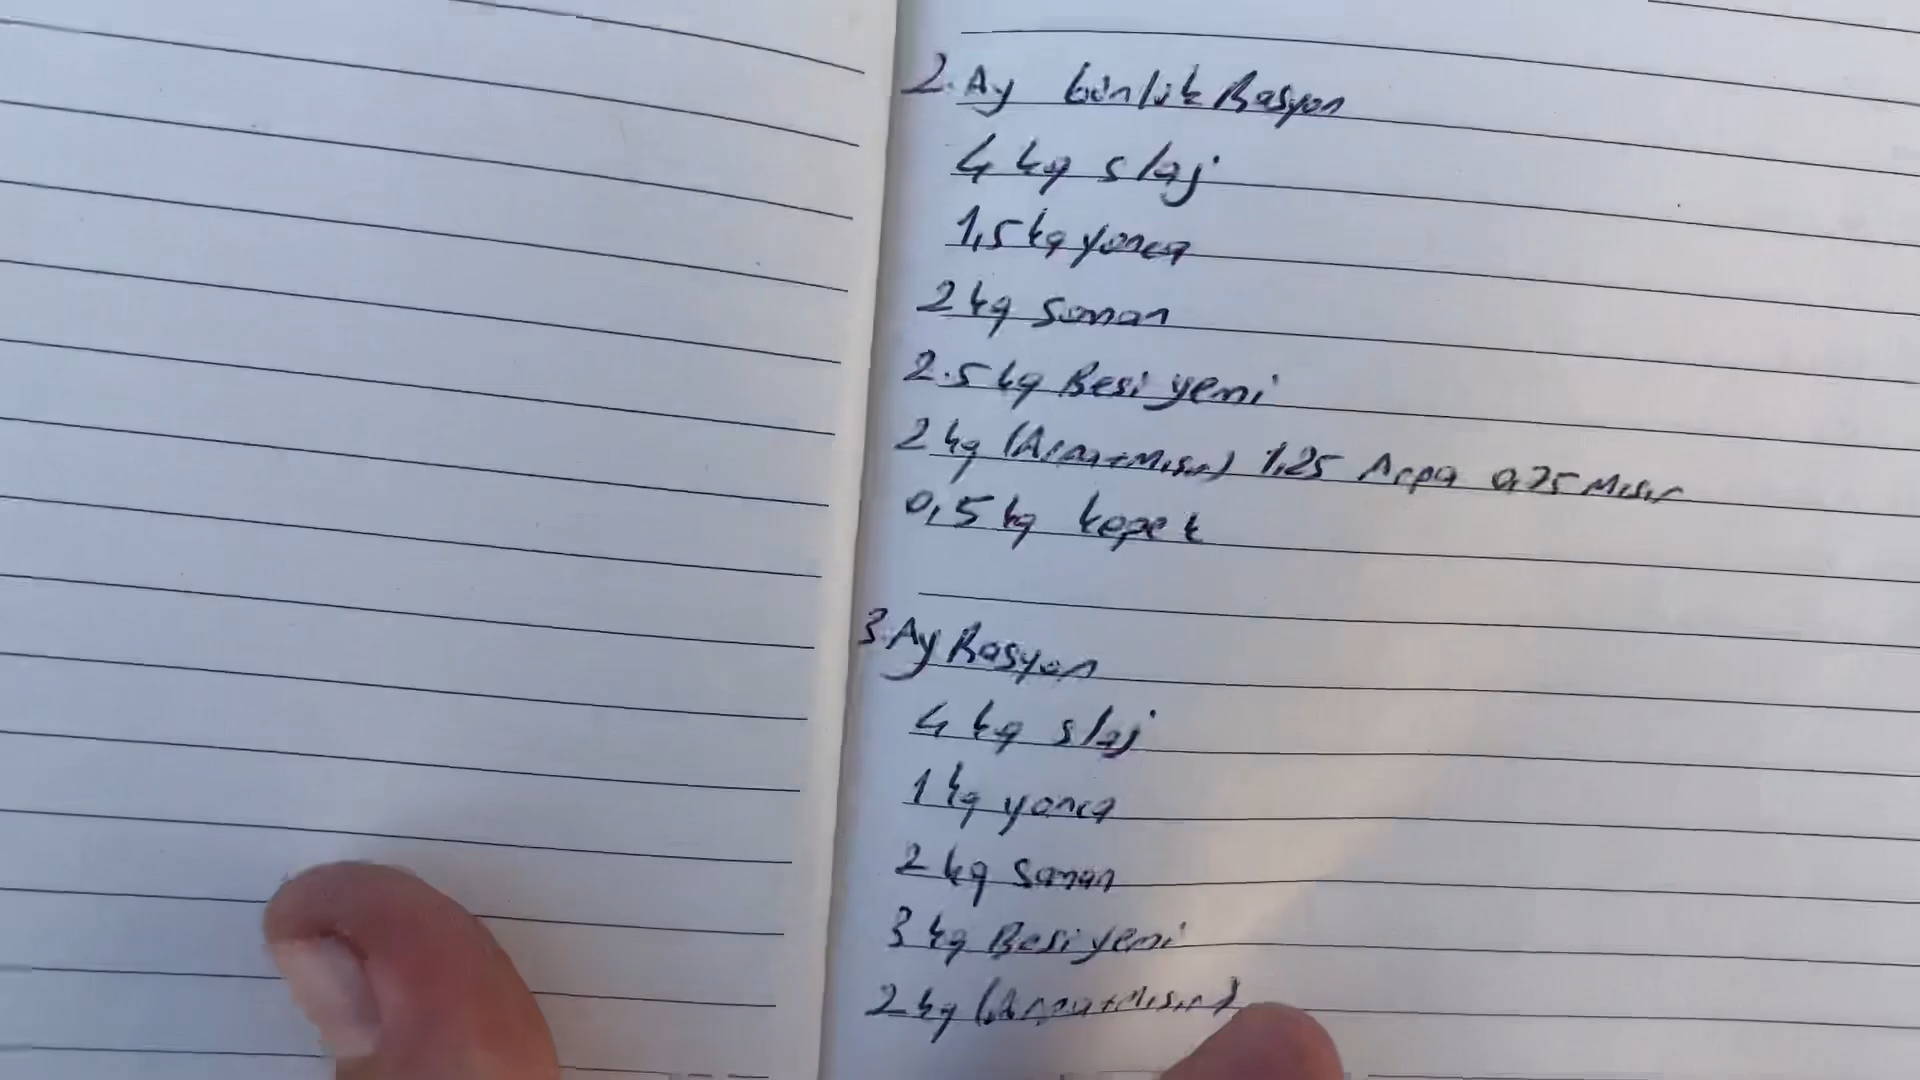 2. Ay Günlük Rasyon
4 kg slaj
1,5 kg yonca
2 kg Saman
2.5 kg Besi yemi
2 kg (Arpa+Mısır) 1,25 Arpa 0,75 Mısır
0,5 kg kepek
3. Ay Rasyon
4 kg slaj
1 kg yonca
2 kg Saman
3 kg Besi yemi
2 kg (Arpa+Mısır)